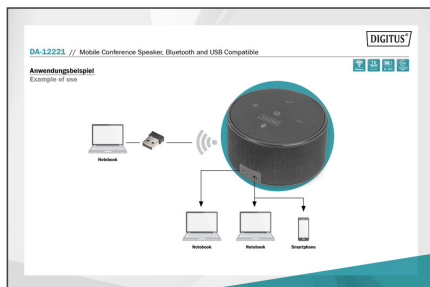 DIGITUS®
DA-12221 // Mobile Conference Speaker, Bluetooth and USB Compatible
Anwendungsbeispiel
Example of use
Notebook
Notebook
Notebook
Smartphone